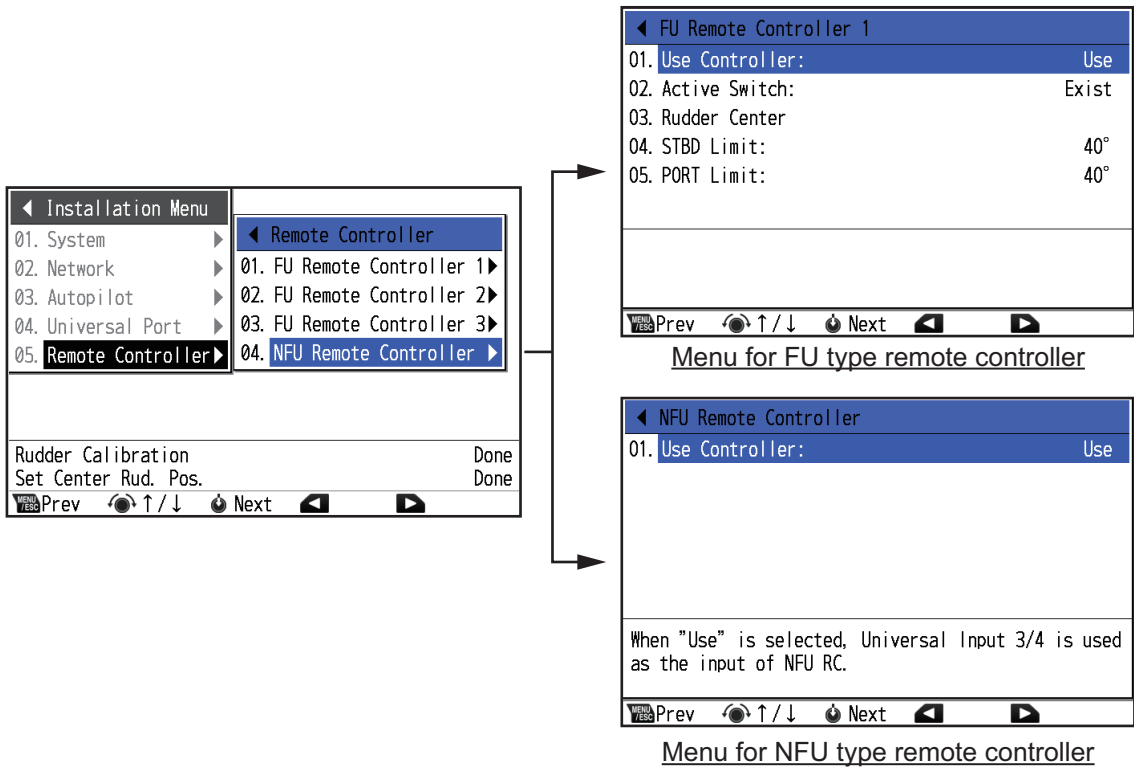 Installation Menu
01. System
02. Network
03. Autopilot
04. Universal Port
05. Remote Controller
Remote Controller
01. FU Remote Controller 1
02. FU Remote Controller 2
03. FU Remote Controller 3
04. NFU Remote Controller
Rudder Calibration Done
Set Center Rud. Pos. Done
MENU/ESC Prev ↑/↓ Next
FU Remote Controller 1
01. Use Controller: Use
02. Active Switch: Exist
03. Rudder Center
04. STBD Limit: 40°
05. PORT Limit: 40°
MENU/ESC Prev ↑/↓ Next
Menu for FU type remote controller
NFU Remote Controller
01. Use Controller: Use
When "Use" is selected, Universal Input 3/4 is used
as the input of NFU RC.
MENU/ESC Prev ↑/↓ Next
Menu for NFU type remote controller